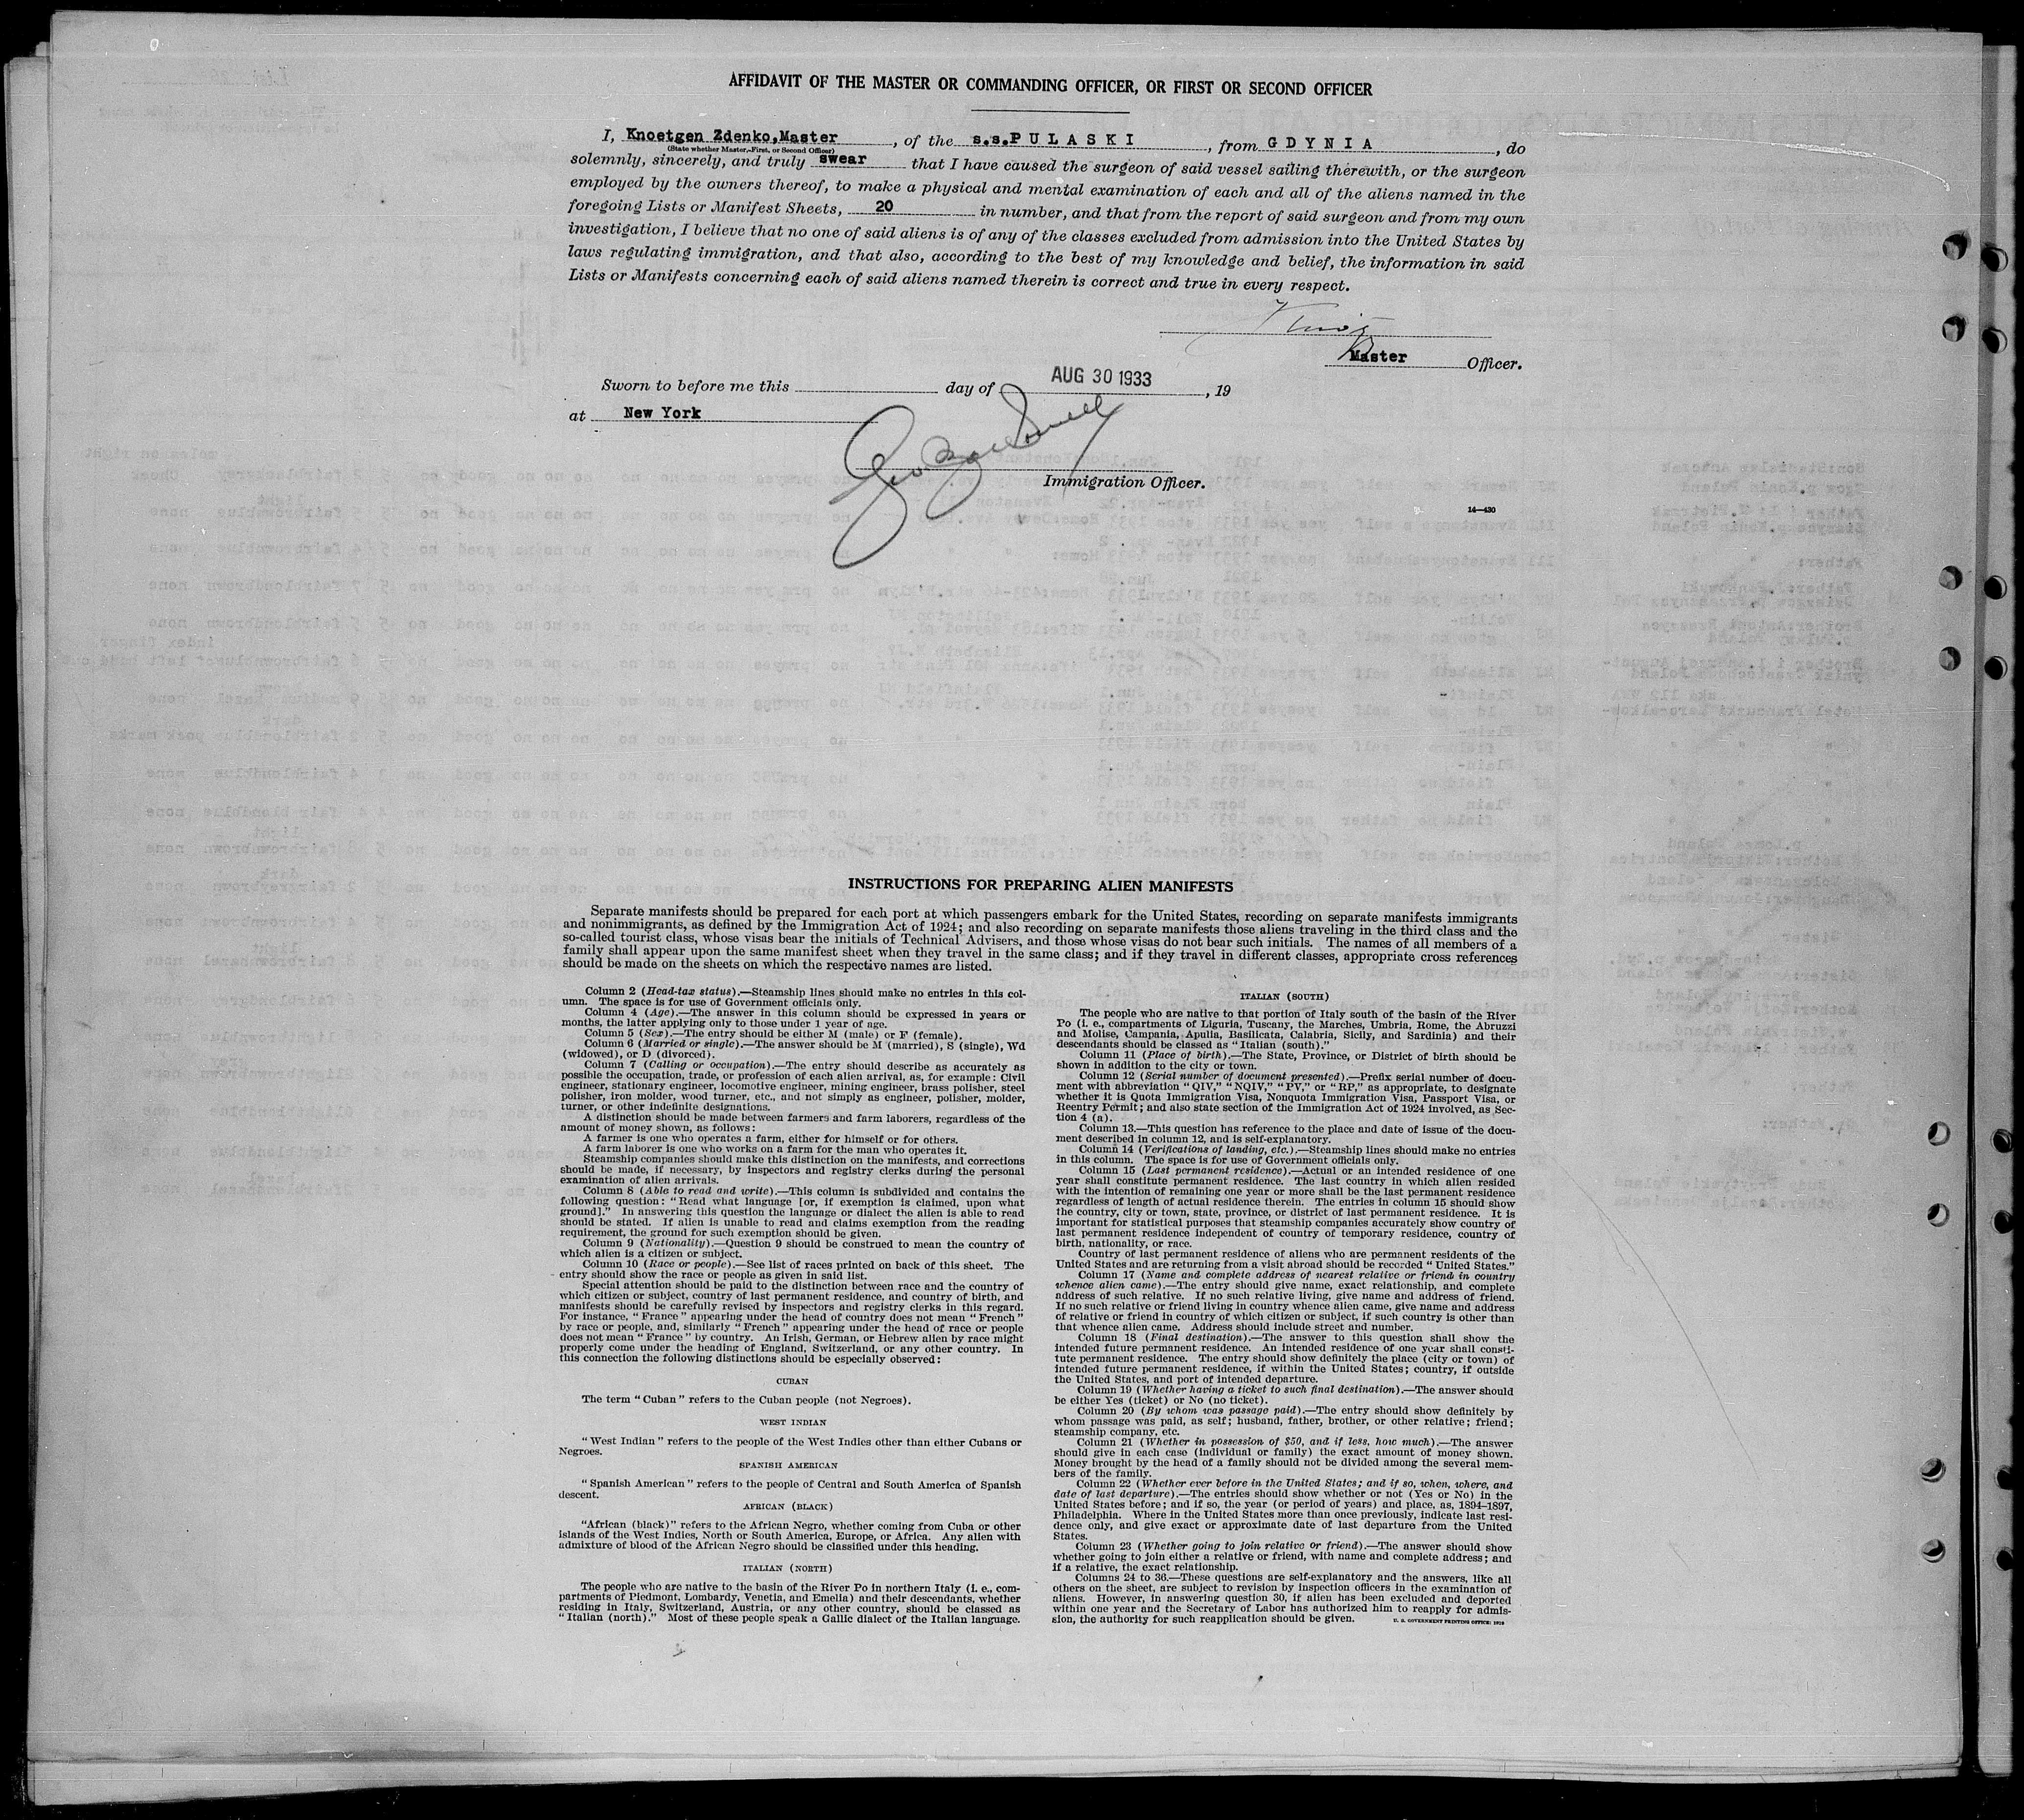 AFFIDAVIT OF THE MASTER OR COMMANDING OFFICER, OR FIRST OR SECOND OFFICER
I, Knoetgen Zdenko,Master, of the s.s.PULASKI, from GDYNIA, do
(State whether Master, First, or Second Officer)
solemnly, sincerely, and truly swear that I have caused the surgeon of said vessel sailing therewith, or the surgeon
employed by the owners thereof, to make a physical and mental examination of each and all of the aliens named in the
foregoing Lists or Manifest Sheets, 20 in number, and that from the report of said surgeon and from my own
investigation, I believe that no one of said aliens is of any of the classes excluded from admission into the United States by
laws regulating immigration, and that also, according to the best of my knowledge and belief, the information in said
Lists or Manifests concerning each of said aliens named therein is correct and true in every respect.
Master Officer.
Sworn to before me this day of AUG 30 1933, 19
at New York
Immigration Officer.
14—430
INSTRUCTIONS FOR PREPARING ALIEN MANIFESTS
Separate manifests should be prepared for each port at which passengers embark for the United States, recording on separate manifests immigrants
and nonimmigrants, as defined by the Immigration Act of 1924; and also recording on separate manifests those aliens traveling in the third class and the
so-called tourist class, whose visas bear the initials of Technical Advisers, and those whose visas do not bear such initials. The names of all members of a
family shall appear upon the same manifest sheet when they travel in the same class; and if they travel in different classes, appropriate cross references
should be made on the sheets on which the respective names are listed.
Column 2 (Head-tax status).—Steamship lines should make no entries in this col-
umn. The space is for use of Government officials only.
Column 4 (Age).—The answer in this column should be expressed in years or
months, the latter applying only to those under 1 year of age.
Column 5 (Sex).—The entry should be either M (male) or F (female).
Column 6 (Married or single).—The answer should be M (married), S (single), Wd
(widowed), or D (divorced).
Column 7 (Calling or occupation).—The entry should describe as accurately as
possible the occupation, trade, or profession of each alien arrival, as, for example: Civil
engineer, stationary engineer, locomotive engineer, mining engineer, brass polisher, steel
polisher, iron molder, wood turner, etc., and not simply as engineer, polisher, molder,
turner, or other indefinite designations.
A distinction should be made between farmers and farm laborers, regardless of the
amount of money shown, as follows:
A farmer is one who operates a farm, either for himself or for others.
A farm laborer is one who works on a farm for the man who operates it.
Steamship companies should make this distinction on the manifests, and corrections
should be made, if necessary, by inspectors and registry clerks during the personal
examination of alien arrivals.
Column 8 (Able to read and write).—This column is subdivided and contains the
following question: "Read what language [or, if exemption is claimed, upon what
ground]." In answering this question the language or dialect the alien is able to read
should be stated. If alien is unable to read and claims exemption from the reading
requirement, the ground for such exemption should be given.
Column 9 (Nationality).—Question 9 should be construed to mean the country of
which alien is a citizen or subject.
Column 10 (Race or people).—See list of races printed on back of this sheet. The
entry should show the race or people as given in said list.
Special attention should be paid to the distinction between race and the country of
which citizen or subject, country of last permanent residence, and country of birth, and
manifests should be carefully revised by inspectors and registry clerks in this regard.
For instance, "France" appearing under the head of country does not mean "French"
by race or people, and, similarly "French" appearing under the head of race or people
does not mean "France" by country. An Irish, German, or Hebrew alien by race might
properly come under the heading of England, Switzerland, or any other country. In
this connection the following distinctions should be especially observed:
CUBAN
The term "Cuban" refers to the Cuban people (not Negroes).
WEST INDIAN
"West Indian" refers to the people of the West Indies other than either Cubans or
Negroes.
SPANISH AMERICAN
"Spanish American" refers to the people of Central and South America of Spanish
descent.
AFRICAN (BLACK)
"African (black)" refers to the African Negro, whether coming from Cuba or other
islands of the West Indies, North or South America, Europe, or Africa. Any alien with
admixture of blood of the African Negro should be classified under this heading.
ITALIAN (NORTH)
The people who are native to the basin of the River Po in northern Italy (i. e., com-
partments of Piedmont, Lombardy, Venetia, and Emelia) and their descendants, whether
residing in Italy, Switzerland, Austria, or any other country, should be classed as
"Italian (north)." Most of these people speak a Gallic dialect of the Italian language.
ITALIAN (SOUTH)
The people who are native to that portion of Italy south of the basin of the River
Po (i. e., compartments of Liguria, Tuscany, the Marches, Umbria, Rome, the Abruzzi
and Molise, Campania, Apulia, Basilicata, Calabria, Sicily, and Sardinia) and their
descendants should be classed as "Italian (south)."
Column 11 (Place of birth).—The State, Province, or District of birth should be
shown in addition to the city or town.
Column 12 (Serial number of document presented).—Prefix serial number of docu-
ment with abbreviation "QIV," "NQIV," "PV," or "RP," as appropriate, to designate
whether it is Quota Immigration Visa, Nonquota Immigration Visa, Passport Visa, or
Reentry Permit; and also state section of the Immigration Act of 1924 involved, as Sec-
tion 4 (a).
Column 13.—This question has reference to the place and date of issue of the docu-
ment described in column 12, and is self-explanatory.
Column 14 (Verifications of landing, etc.).—Steamship lines should make no entries
in this column. The space is for use of Government officials only.
Column 15 (Last permanent residence).—Actual or an intended residence of one
year shall constitute permanent residence. The last country in which alien resided
with the intention of remaining one year or more shall be the last permanent residence
regardless of length of actual residence therein. The entries in column 15 should show
the country, city or town, state, province, or district of last permanent residence. It is
important for statistical purposes that steamship companies accurately show country of
last permanent residence independent of country of temporary residence, country of
birth, nationality, or race.
Country of last permanent residence of aliens who are permanent residents of the
United States and are returning from a visit abroad should be recorded "United States."
Column 17 (Name and complete address of nearest relative or friend in country
whence alien came).—The entry should give name, exact relationship, and complete
address of such relative. If no such relative living, give name and address of friend.
If no such relative or friend living in country whence alien came, give name and address
of relative or friend in country of which citizen or subject, if such country is other than
that whence alien came. Address should include street and number.
Column 18 (Final destination).—The answer to this question shall show the
intended future permanent residence. An intended residence of one year shall consti-
tute permanent residence. The entry should show definitely the place (city or town) of
intended future permanent residence, if within the United States; country, if outside
the United States, and port of intended departure.
Column 19 (Whether having a ticket to such final destination).—The answer should
be either Yes (ticket) or No (no ticket).
Column 20 (By whom was passage paid).—The entry should show definitely by
whom passage was paid, as self; husband, father, brother, or other relative; friend;
steamship company, etc.
Column 21 (Whether in possession of $50, and if less, how much).—The answer
should give in each case (individual or family) the exact amount of money shown.
Money brought by the head of a family should not be divided among the several mem-
bers of the family.
Column 22 (Whether ever before in the United States; and if so, when, where, and
date of last departure).—The entries should show whether or not (Yes or No) in the
United States before; and if so, the year (or period of years) and place, as, 1894–1897,
Philadelphia. Where in the United States more than once previously, indicate last resi-
dence only, and give exact or approximate date of last departure from the United
States.
Column 23 (Whether going to join relative or friend).—The answer should show
whether going to join either a relative or friend, with name and complete address; and
if a relative, the exact relationship.
Columns 24 to 36.—These questions are self-explanatory and the answers, like all
others on the sheet, are subject to revision by inspection officers in the examination of
aliens. However, in answering question 30, if alien has been excluded and deported
within one year and the Secretary of Labor has authorized him to reapply for admis-
sion, the authority for such reapplication should be given.